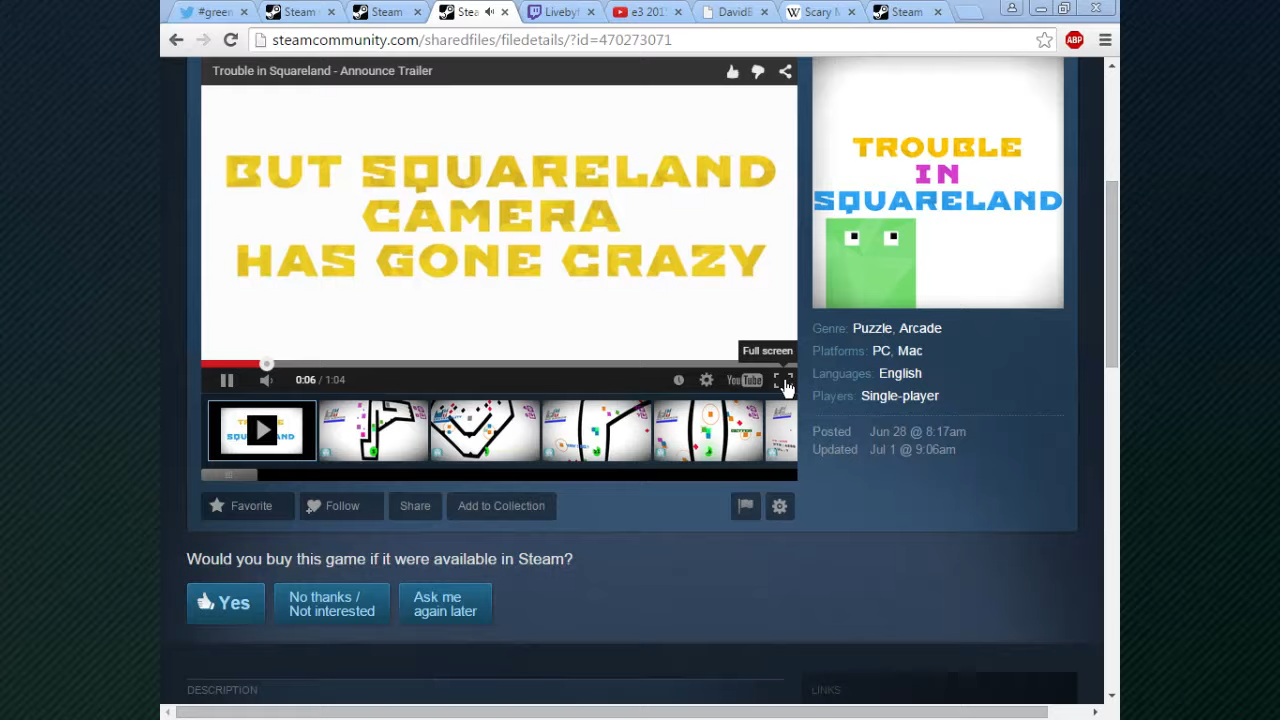 #green
Steam
Steam
Stea
Liveby
e3 201
DavidE
Scary
Steam
steamcommunity.com/sharedfiles/filedetails/?id=470273071
ABP
Trouble in Squareland - Announce Trailer
BUT SQUARELAND
CAMERA
HAS GONE CRAZY
Full screen
0:06 / 1:04
YouTube
TROUBLE
IN
SQUARELAND
Genre: Puzzle, Arcade
Platforms: PC, Mac
Languages: English
Players: Single-player
Posted Jun 28 @ 8:17am
Updated Jul 1 @ 9:06am
Favorite
Follow
Share
Add to Collection
Would you buy this game if it were available in Steam?
Yes
No thanks /
Not interested
Ask me
again later
DESCRIPTION
LINKS